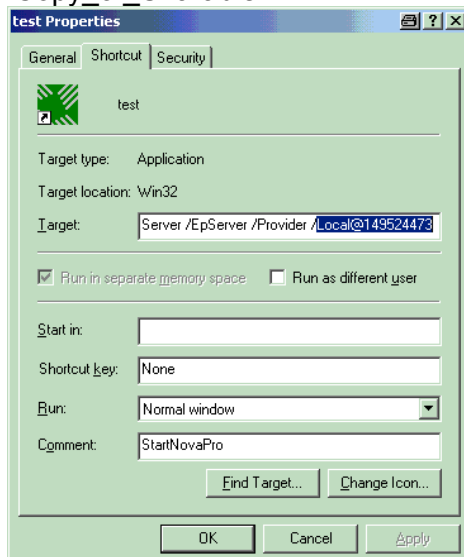 test Properties
General Shortcut Security
test
Target type: Application
Target location: Win32
Target: Server /EpServer /Provider /Local@149524473
Run in separate memory space Run as different user
Start in:
Shortcut key: None
Run: Normal window
Comment: StartNovaPro
Find Target... Change Icon...
OK Cancel Apply